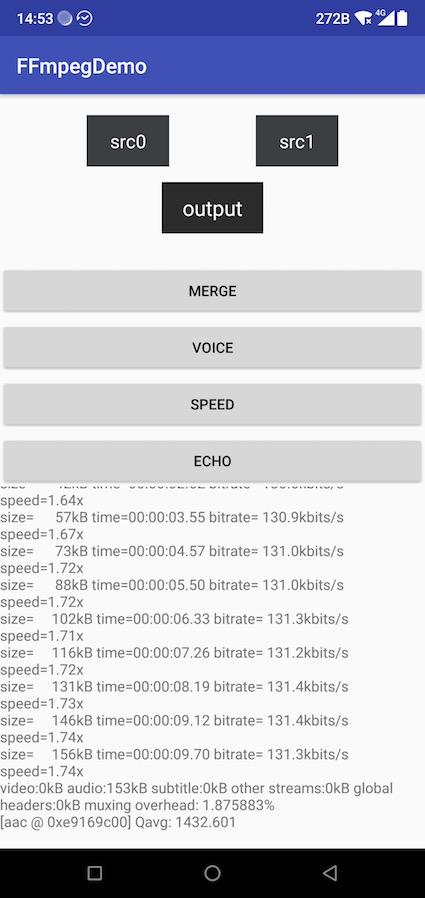 14:53 272B 4G
FFmpegDemo
src0 src1
output
MERGE
VOICE
SPEED
ECHO
speed=1.64x
size= 57kB time=00:00:03.55 bitrate= 130.9kbits/s
speed=1.67x
size= 73kB time=00:00:04.57 bitrate= 131.0kbits/s
speed=1.72x
size= 88kB time=00:00:05.50 bitrate= 131.0kbits/s
speed=1.72x
size= 102kB time=00:00:06.33 bitrate= 131.3kbits/s
speed=1.71x
size= 116kB time=00:00:07.26 bitrate= 131.2kbits/s
speed=1.72x
size= 131kB time=00:00:08.19 bitrate= 131.4kbits/s
speed=1.73x
size= 146kB time=00:00:09.12 bitrate= 131.4kbits/s
speed=1.74x
size= 156kB time=00:00:09.70 bitrate= 131.3kbits/s
speed=1.74x
video:0kB audio:153kB subtitle:0kB other streams:0kB global
headers:0kB muxing overhead: 1.875883%
[aac @ 0xe9169c00] Qavg: 1432.601